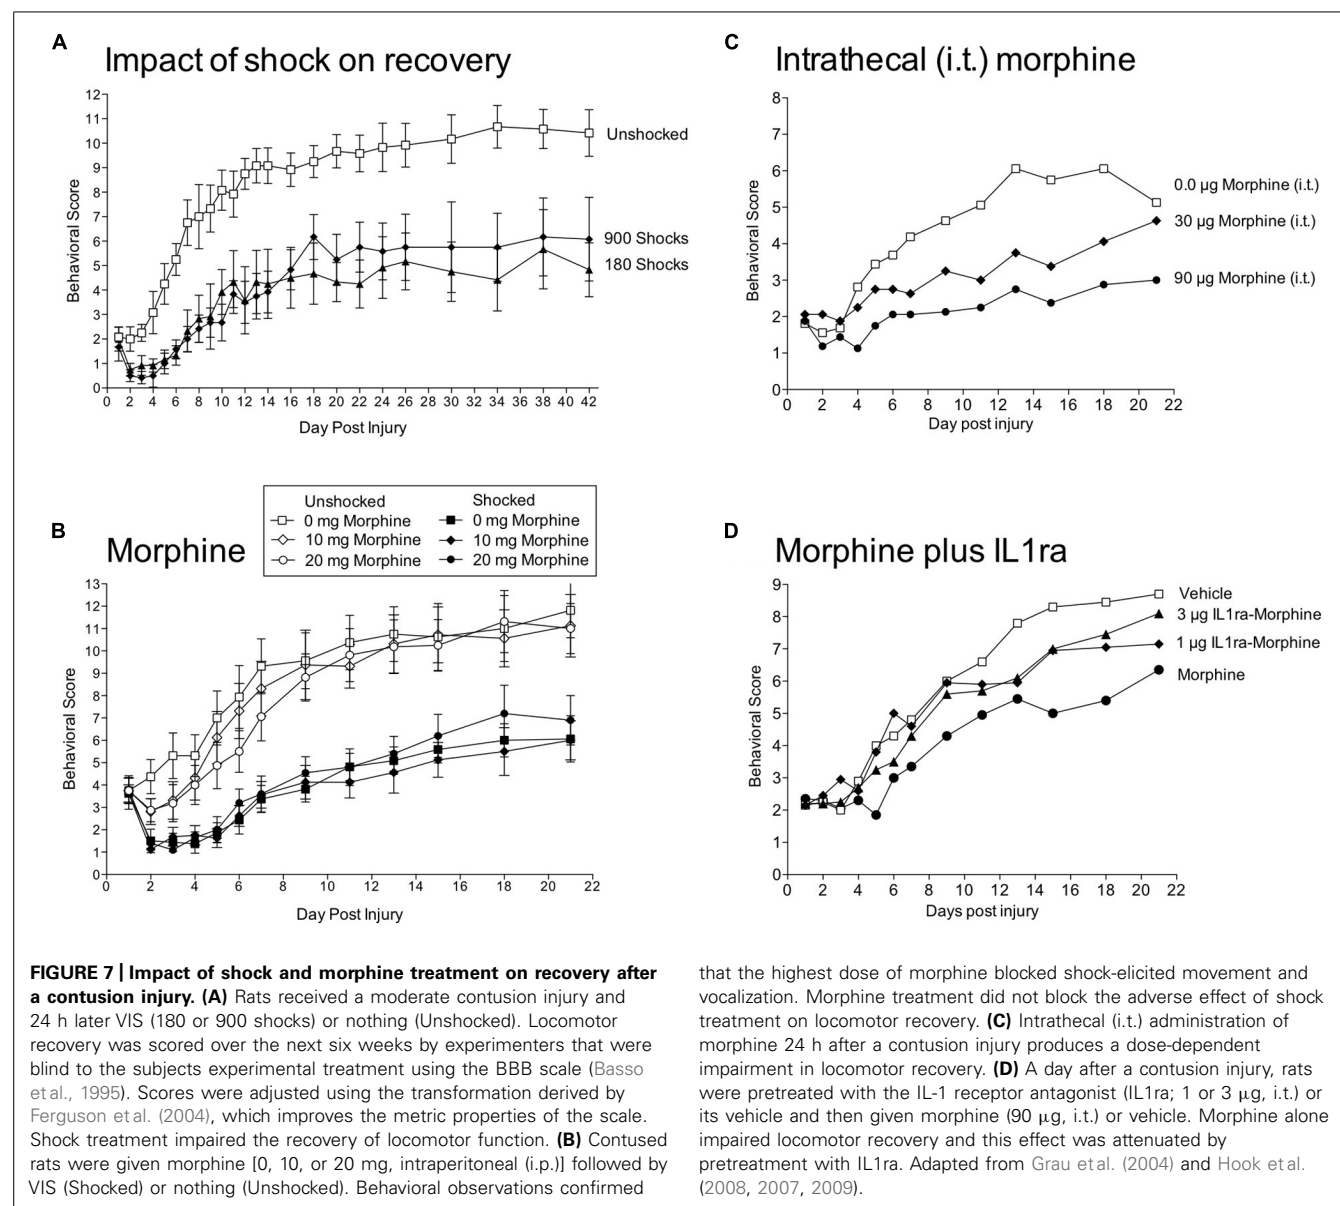 A
Impact of shock on recovery
12
11
10
9
8
7
6
5
4
3
2
1
0
Behavioral Score
Unshocked
900 Shocks
180 Shocks
0 2 4 6 8 10 12 14 16 18 20 22 24 26 28 30 32 34 36 38 40 42
Day Post Injury
C
Intrathecal (i.t.) morphine
8
7
6
5
4
3
2
1
0
Behavioral Score
0.0 µg Morphine (i.t.)
30 µg Morphine (i.t.)
90 µg Morphine (i.t.)
0 2 4 6 8 10 12 14 16 18 20 22
Day post injury
B
Morphine
Unshocked Shocked
0 mg Morphine 0 mg Morphine
10 mg Morphine 10 mg Morphine
20 mg Morphine 20 mg Morphine
13
12
11
10
9
8
7
6
5
4
3
2
1
0
Behavioral Score
0 2 4 6 8 10 12 14 16 18 20 22
Day Post Injury
D
Morphine plus IL1ra
9
8
7
6
5
4
3
2
1
0
Behavioral Score
Vehicle
3 µg IL1ra-Morphine
1 µg IL1ra-Morphine
Morphine
0 2 4 6 8 10 12 14 16 18 20 22
Days post injury
FIGURE 7 | Impact of shock and morphine treatment on recovery after
a contusion injury. (A) Rats received a moderate contusion injury and
24 h later VIS (180 or 900 shocks) or nothing (Unshocked). Locomotor
recovery was scored over the next six weeks by experimenters that were
blind to the subjects experimental treatment using the BBB scale (Basso
et al., 1995). Scores were adjusted using the transformation derived by
Ferguson et al. (2004), which improves the metric properties of the scale.
Shock treatment impaired the recovery of locomotor function. (B) Contused
rats were given morphine [0, 10, or 20 mg, intraperitoneal (i.p.)] followed by
VIS (Shocked) or nothing (Unshocked). Behavioral observations confirmed
that the highest dose of morphine blocked shock-elicited movement and
vocalization. Morphine treatment did not block the adverse effect of shock
treatment on locomotor recovery. (C) Intrathecal (i.t.) administration of
morphine 24 h after a contusion injury produces a dose-dependent
impairment in locomotor recovery. (D) A day after a contusion injury, rats
were pretreated with the IL-1 receptor antagonist (IL1ra; 1 or 3 µg, i.t.) or
its vehicle and then given morphine (90 µg, i.t.) or vehicle. Morphine alone
impaired locomotor recovery and this effect was attenuated by
pretreatment with IL1ra. Adapted from Grau et al. (2004) and Hook et al.
(2008, 2007, 2009).